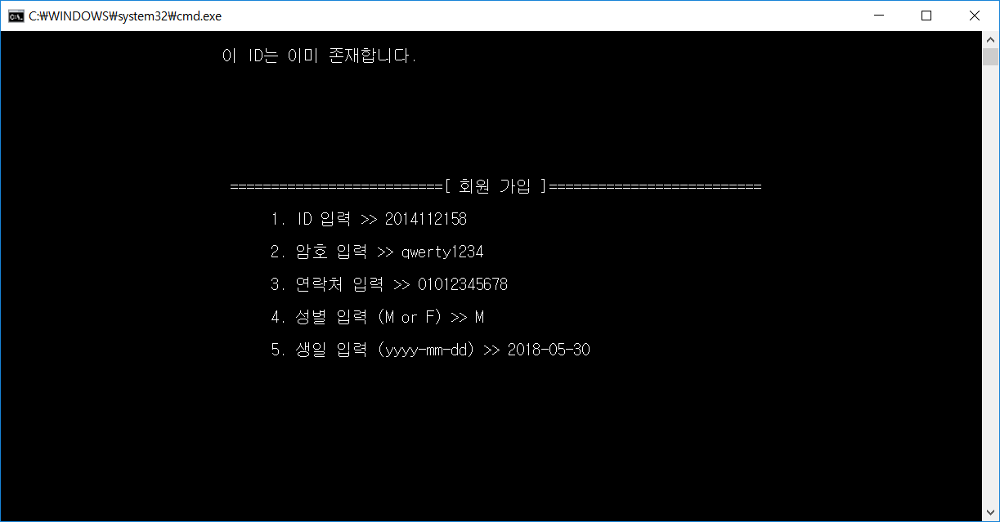 C:₩WINDOWS₩system32₩cmd.exe
이 ID는 이미 존재합니다.
==========================[ 회원 가입 ]==========================
1. ID 입력 >> 2014112158
2. 암호 입력 >> qwerty1234
3. 연락처 입력 >> 01012345678
4. 성별 입력 (M or F) >> M
5. 생일 입력 (yyyy-mm-dd) >> 2018-05-30